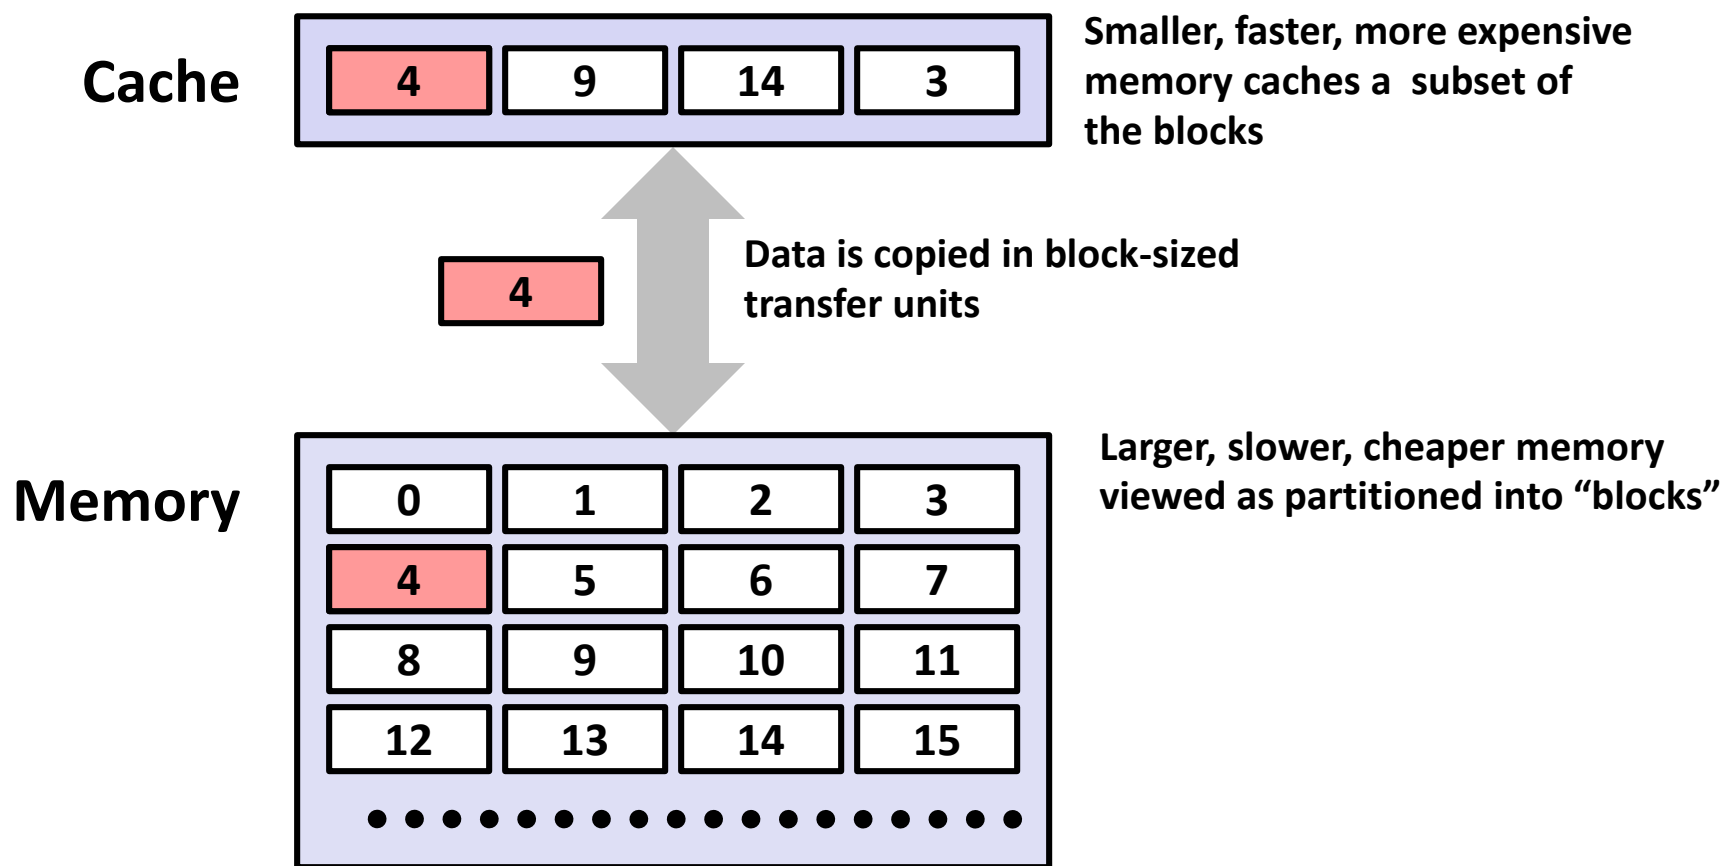 Cache
4 9 14 3
Smaller, faster, more expensive
memory caches a  subset of
the blocks
4
Data is copied in block-sized
transfer units
Memory
0 1 2 3
4 5 6 7
8 9 10 11
12 13 14 15
Larger, slower, cheaper memory
viewed as partitioned into “blocks”